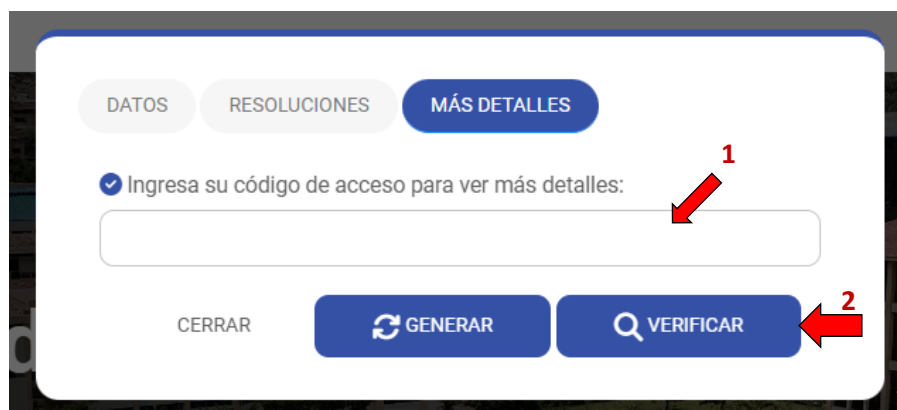 DATOS RESOLUCIONES MÁS DETALLES
1
Ingresa su código de acceso para ver más detalles:
CERRAR GENERAR VERIFICAR
2
d